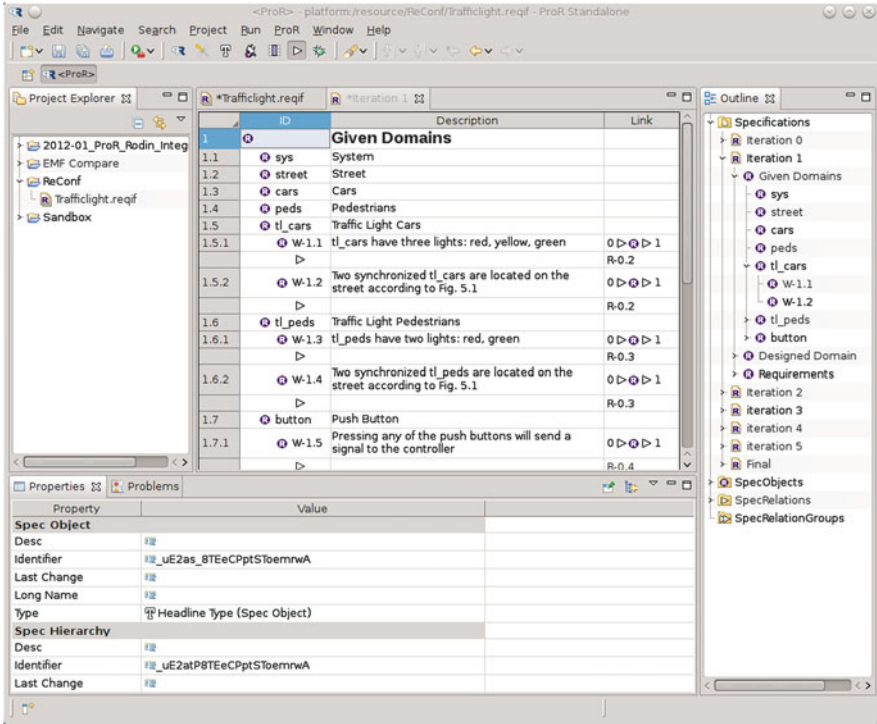 <ProR> - platform:/resource/ReConf/Trafficlight.reqif - ProR Standalone
File Edit Navigate Search Project Run ProR Window Help
<ProR>
Project Explorer
2012-01_ProR_Rodin_Integ
EMF Compare
ReConf
Trafficlight.reqif
Sandbox
*Trafficlight.reqif *Iteration 1
ID Description Link
1 Given Domains
1.1 sys System
1.2 street Street
1.3 cars Cars
1.4 peds Pedestrians
1.5 tl_cars Traffic Light Cars
1.5.1 W-1.1 tl_cars have three lights: red, yellow, green 0 ▷ R ▷ 1
▷ R-0.2
1.5.2 W-1.2 Two synchronized tl_cars are located on the
street according to Fig. 5.1 0 ▷ R ▷ 1
▷ R-0.2
1.6 tl_peds Traffic Light Pedestrians
1.6.1 W-1.3 tl_peds have two lights: red, green 0 ▷ R ▷ 1
▷ R-0.3
1.6.2 W-1.4 Two synchronized tl_peds are located on the
street according to Fig. 5.1 0 ▷ R ▷ 1
▷ R-0.3
1.7 button Push Button
1.7.1 W-1.5 Pressing any of the push buttons will send a
signal to the controller 0 ▷ R ▷ 1
▷ R-0.4
Outline
Specifications
Iteration 0
Iteration 1
Given Domains
sys
street
cars
peds
tl_cars
W-1.1
W-1.2
tl_peds
button
Designed Domain
Requirements
Iteration 2
iteration 3
iteration 4
iteration 5
Final
SpecObjects
SpecRelations
SpecRelationGroups
Properties Problems
Property Value
Spec Object
Desc
Identifier _uE2as_8TEeCPptSToemrwA
Last Change
Long Name
Type Headline Type (Spec Object)
Spec Hierarchy
Desc
Identifier _uE2atP8TEeCPptSToemrwA
Last Change